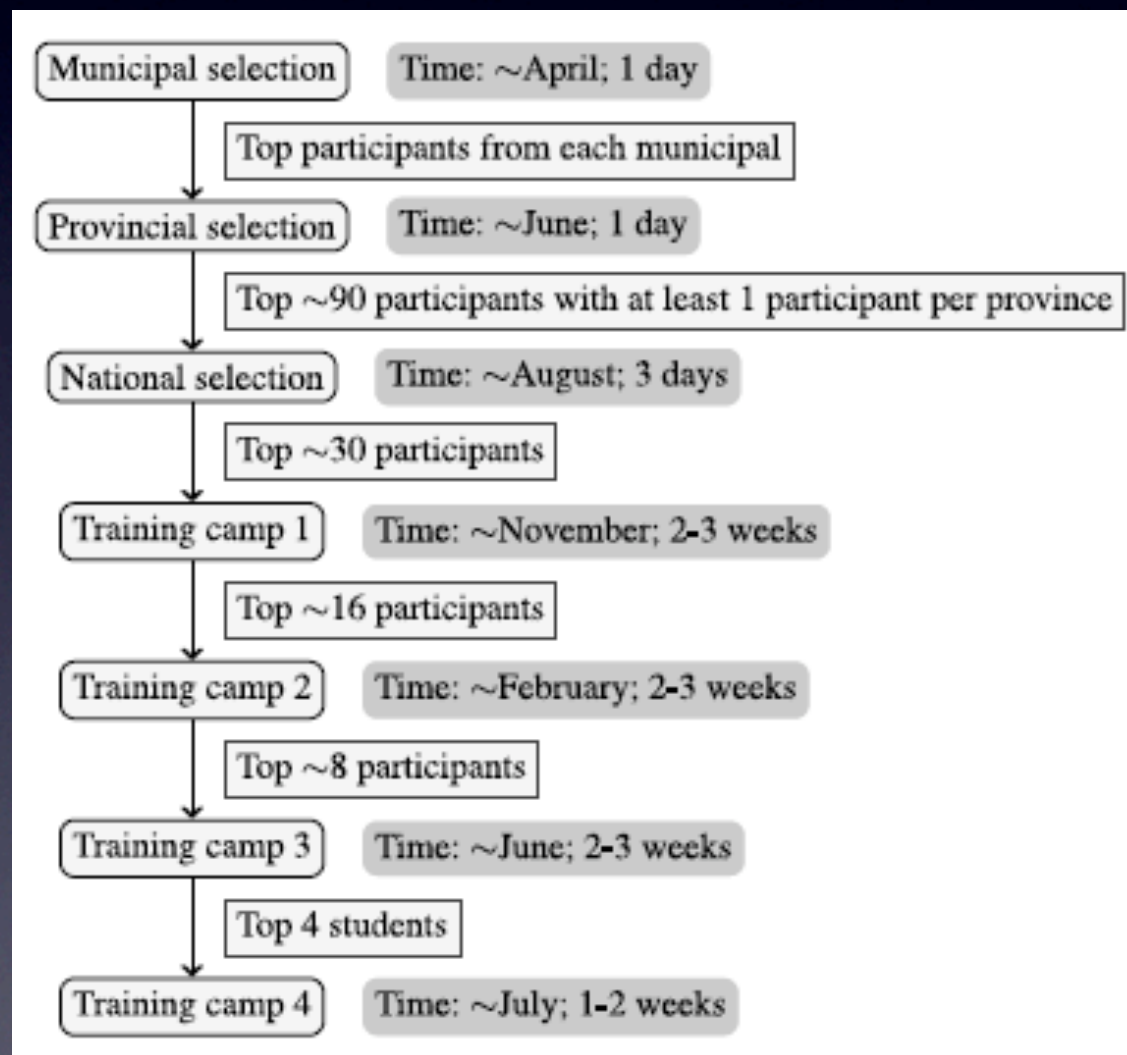 Municipal selection
Time: ~April; 1 day
Top participants from each municipal
Provincial selection
Time: ~June; 1 day
Top ~90 participants with at least 1 participant per province
National selection
Time: ~August; 3 days
Top ~30 participants
Training camp 1
Time: ~November; 2-3 weeks
Top ~16 participants
Training camp 2
Time: ~February; 2-3 weeks
Top ~8 participants
Training camp 3
Time: ~June; 2-3 weeks
Top 4 students
Training camp 4
Time: ~July; 1-2 weeks